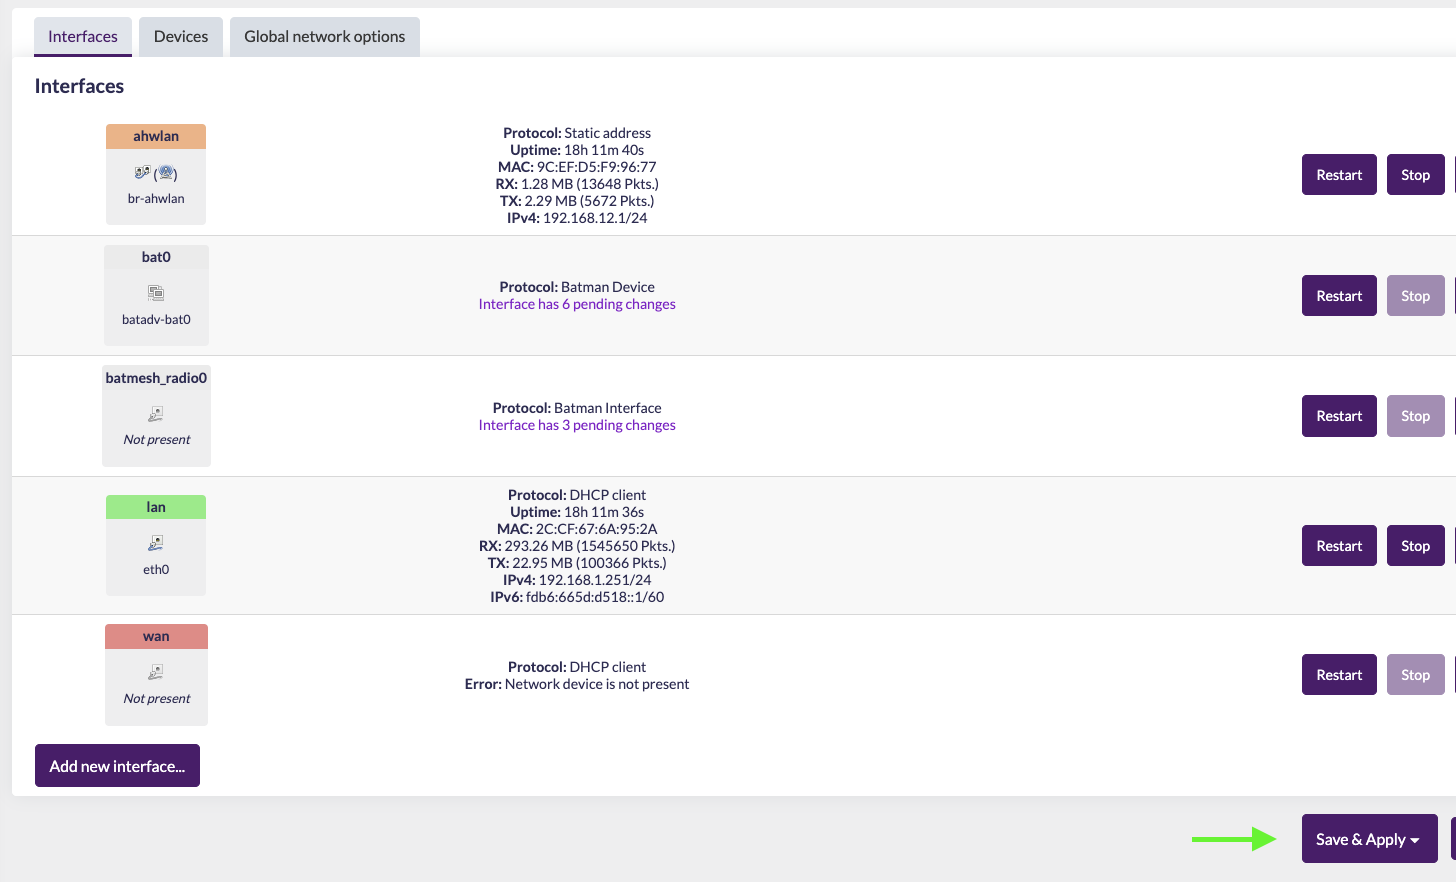 Interfaces Devices Global network options
Interfaces
ahwlan
br-ahwlan
Protocol: Static address
Uptime: 18h 11m 40s
MAC: 9C:EF:D5:F9:96:77
RX: 1.28 MB (13648 Pkts.)
TX: 2.29 MB (5672 Pkts.)
IPv4: 192.168.12.1/24
Restart Stop
bat0
batadv-bat0
Protocol: Batman Device
Interface has 6 pending changes
Restart Stop
batmesh_radio0
Not present
Protocol: Batman Interface
Interface has 3 pending changes
Restart Stop
lan
eth0
Protocol: DHCP client
Uptime: 18h 11m 36s
MAC: 2C:CF:67:6A:95:2A
RX: 293.26 MB (1545650 Pkts.)
TX: 22.95 MB (100366 Pkts.)
IPv4: 192.168.1.251/24
IPv6: fdb6:665d:d518::1/60
Restart Stop
wan
Not present
Protocol: DHCP client
Error: Network device is not present
Restart Stop
Add new interface...
Save & Apply